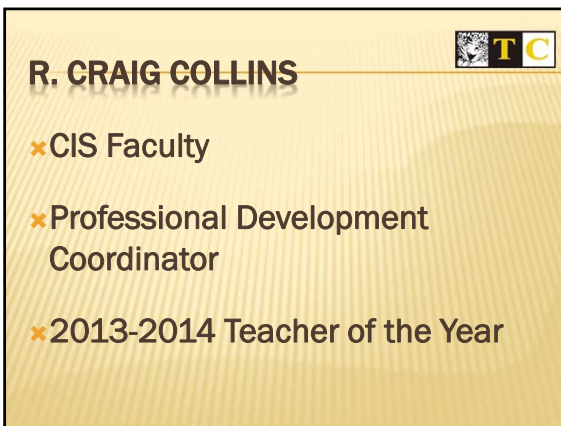 TC
R. CRAIG COLLINS
CIS Faculty
Professional Development
Coordinator
2013-2014 Teacher of the Year